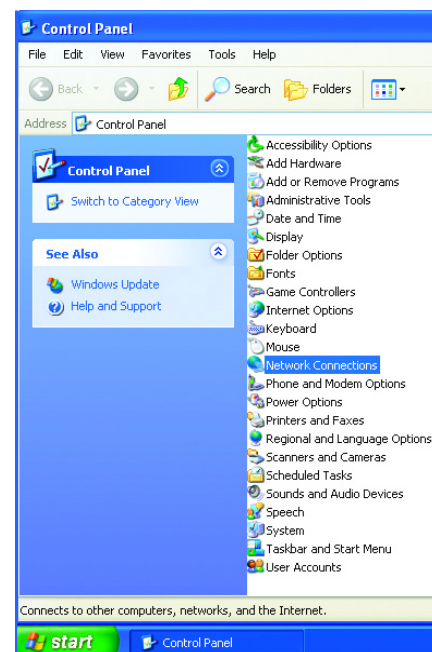 Control Panel
File Edit View Favorites Tools Help
Back Search Folders
Address Control Panel
Control Panel
Switch to Category View
See Also
Windows Update
Help and Support
Accessibility Options
Add Hardware
Add or Remove Programs
Administrative Tools
Date and Time
Display
Folder Options
Fonts
Game Controllers
Internet Options
Keyboard
Mouse
Network Connections
Phone and Modem Options
Power Options
Printers and Faxes
Regional and Language Options
Scanners and Cameras
Scheduled Tasks
Sounds and Audio Devices
Speech
System
Taskbar and Start Menu
User Accounts
Connects to other computers, networks, and the Internet.
start Control Panel